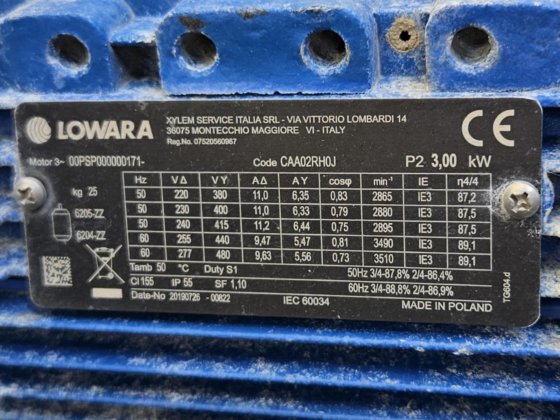 LOWARA
XYLEM SERVICE ITALIA SRL - VIA VITTORIO LOMBARDI 14
36075 MONTECCHIO MAGGIORE VI - ITALY
Reg.No. 07520560967
CE
Motor 3~ 00PSP000000171-
Code CAA02RH0J
P2 3,00 kW
kg 25
6205-ZZ
6204-ZZ
Hz V Δ V Y A Δ A Y cosφ min⁻¹ IE η4/4
50 220 380 11,0 6,35 0,83 2865 IE3 87,2
50 230 400 11,0 6,33 0,79 2880 IE3 87,5
50 240 415 11,2 6,44 0,75 2895 IE3 87,5
60 255 440 9,47 5,47 0,81 3490 IE3 89,1
60 277 480 9,63 5,56 0,73 3510 IE3 89,1
Tamb 50 °C Duty S1
50Hz 3/4-87,8% 2/4-86,4%
Cl 155 IP 55 SF 1,10
60Hz 3/4-88,8% 2/4-86,9%
Date-No 20190726 - 00822
IEC 60034
MADE IN POLAND
TG604.d